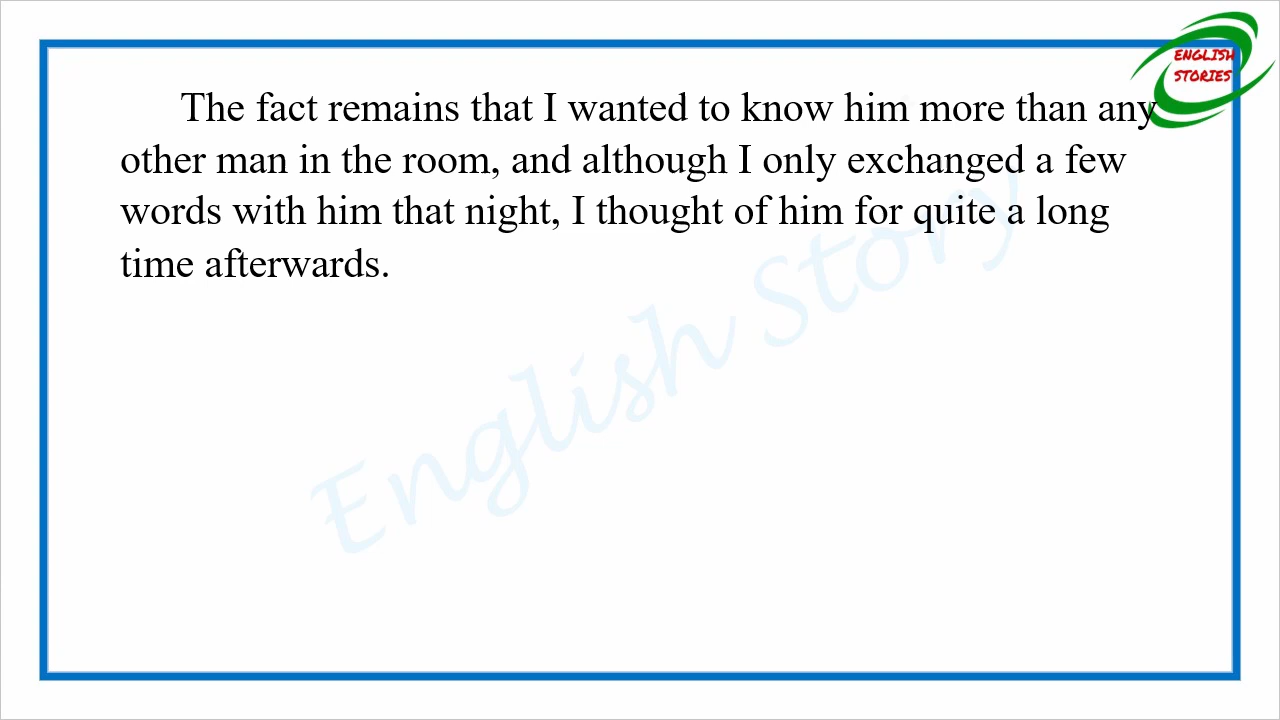 ENGLISH
STORIES
The fact remains that I wanted to know him more than any
other man in the room, and although I only exchanged a few
words with him that night, I thought of him for quite a long
time afterwards.
English Story